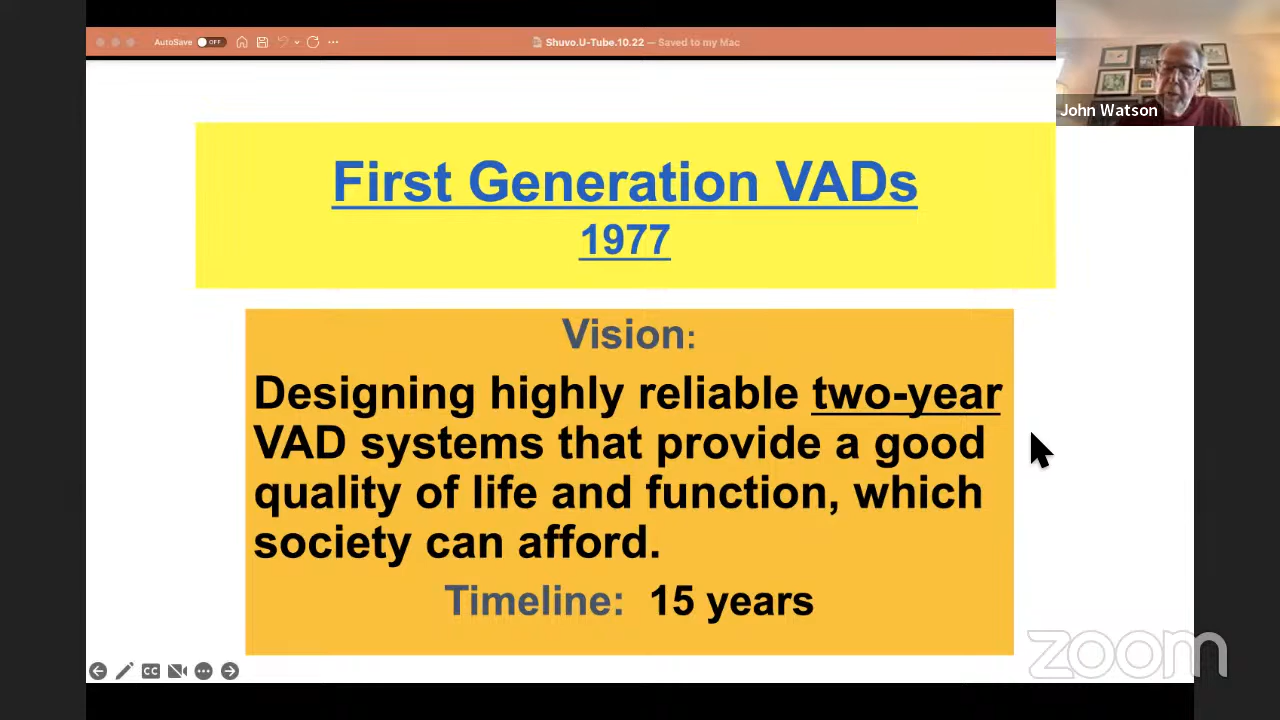 AutoSave OFF
Shuvo.U-Tube.10.22 — Saved to my Mac
John Watson
First Generation VADs
1977
Vision:
Designing highly reliable two-year
VAD systems that provide a good
quality of life and function, which
society can afford.
Timeline: 15 years
CC
zoom